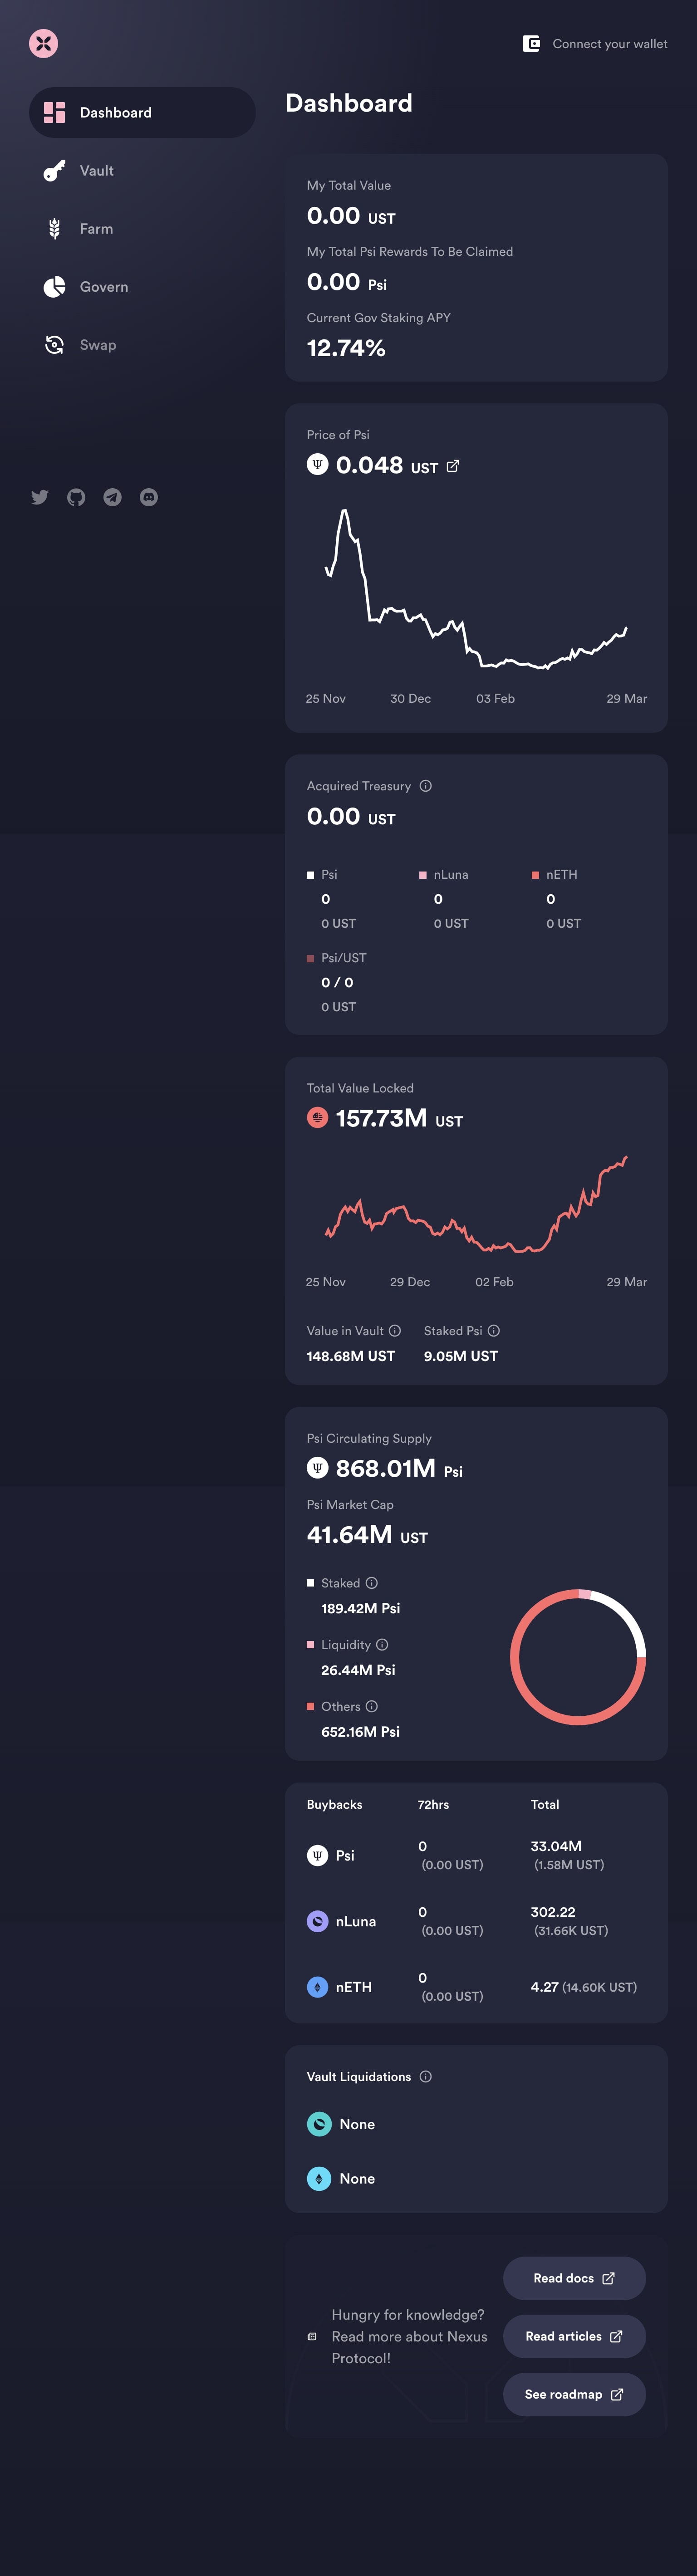 Connect your wallet
Dashboard
Vault
Farm
Govern
Swap
Dashboard
My Total Value
0.00 UST
My Total Psi Rewards To Be Claimed
0.00 Psi
Current Gov Staking APY
12.74%
Price of Psi
0.048 UST
25 Nov 30 Dec 03 Feb 29 Mar
Acquired Treasury
0.00 UST
Psi nLuna nETH
0 0 0
0 UST 0 UST 0 UST
Psi/UST
0 / 0
0 UST
Total Value Locked
157.73M UST
25 Nov 29 Dec 02 Feb 29 Mar
Value in Vault Staked Psi
148.68M UST 9.05M UST
Psi Circulating Supply
868.01M Psi
Psi Market Cap
41.64M UST
Staked
189.42M Psi
Liquidity
26.44M Psi
Others
652.16M Psi
Buybacks 72hrs Total
Psi 0 33.04M
(0.00 UST) (1.58M UST)
nLuna 0 302.22
(0.00 UST) (31.66K UST)
nETH 0 4.27 (14.60K UST)
(0.00 UST)
Vault Liquidations
None
None
Hungry for knowledge?
Read more about Nexus
Protocol!
Read docs
Read articles
See roadmap